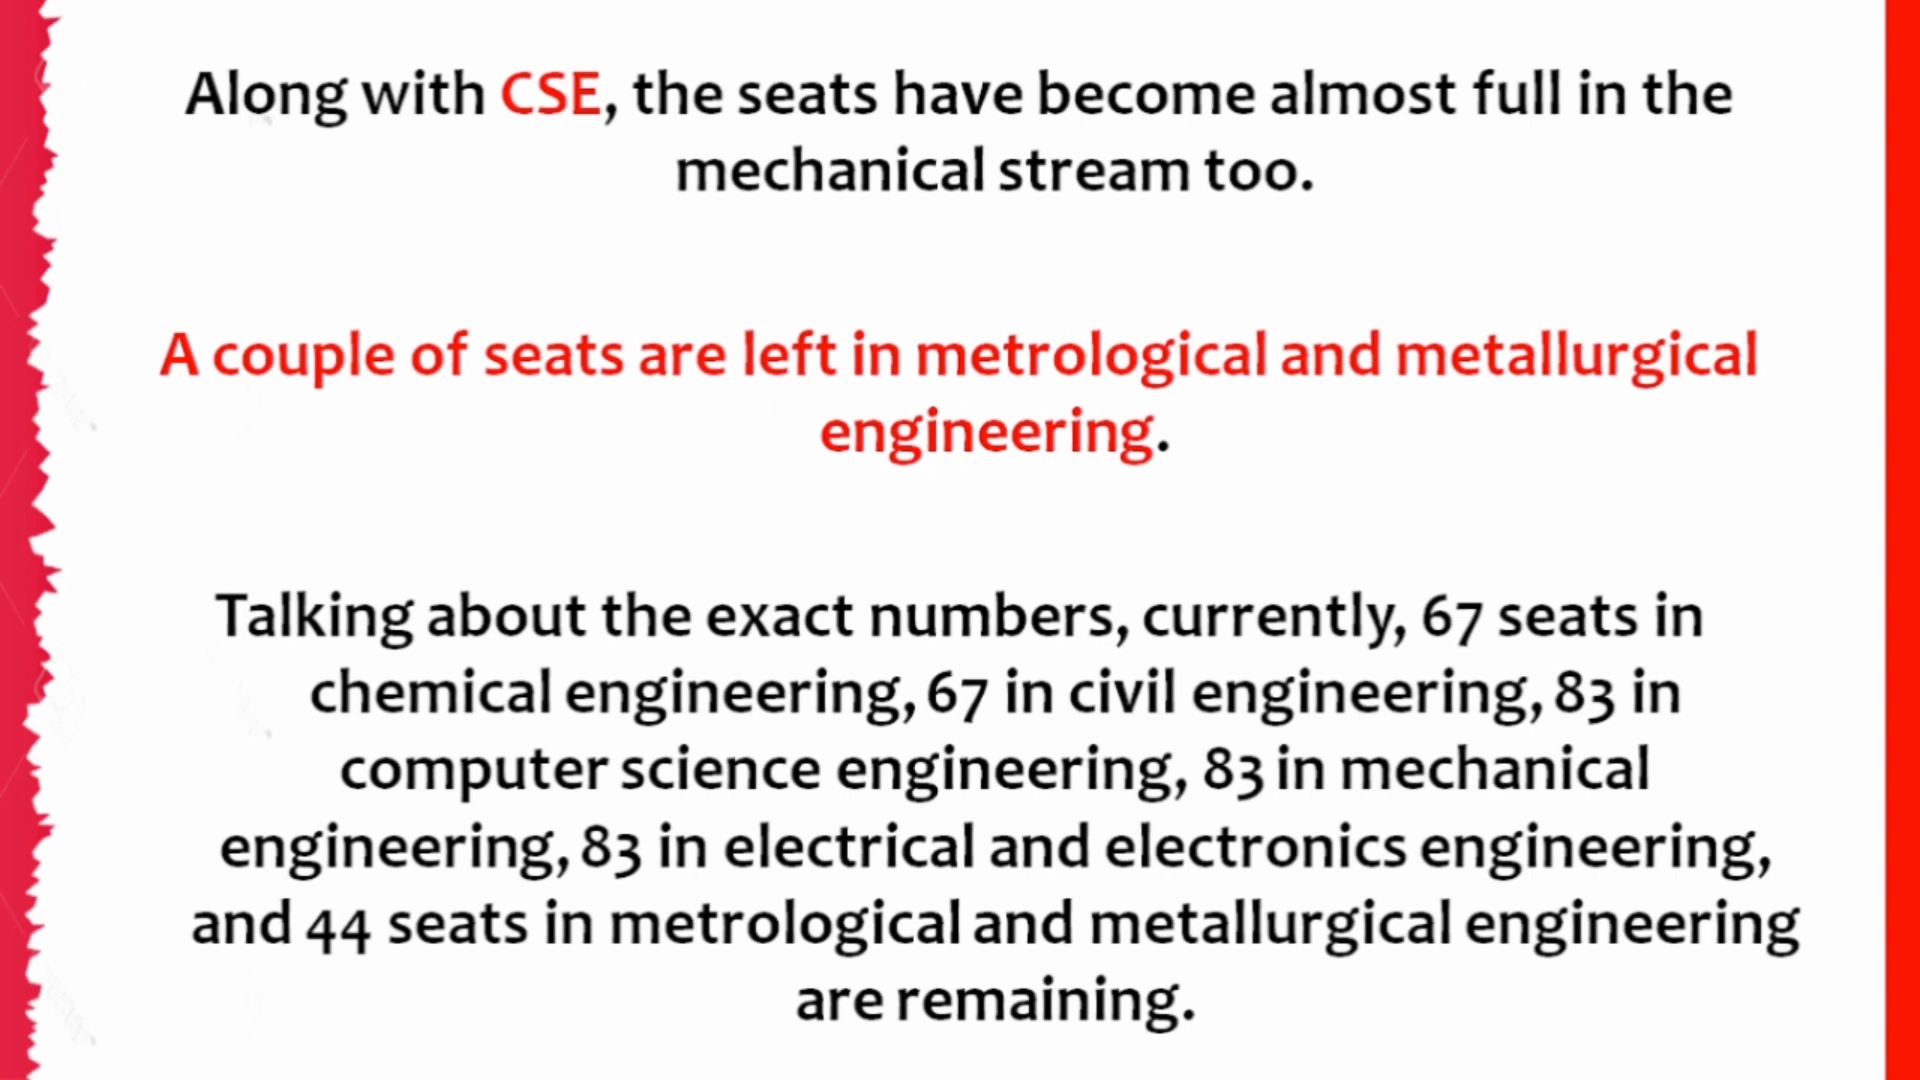 Along with CSE, the seats have become almost full in the
mechanical stream too.
A couple of seats are left in metrological and metallurgical
engineering.
Talking about the exact numbers, currently, 67 seats in
chemical engineering, 67 in civil engineering, 83 in
computer science engineering, 83 in mechanical
engineering, 83 in electrical and electronics engineering,
and 44 seats in metrological and metallurgical engineering
are remaining.